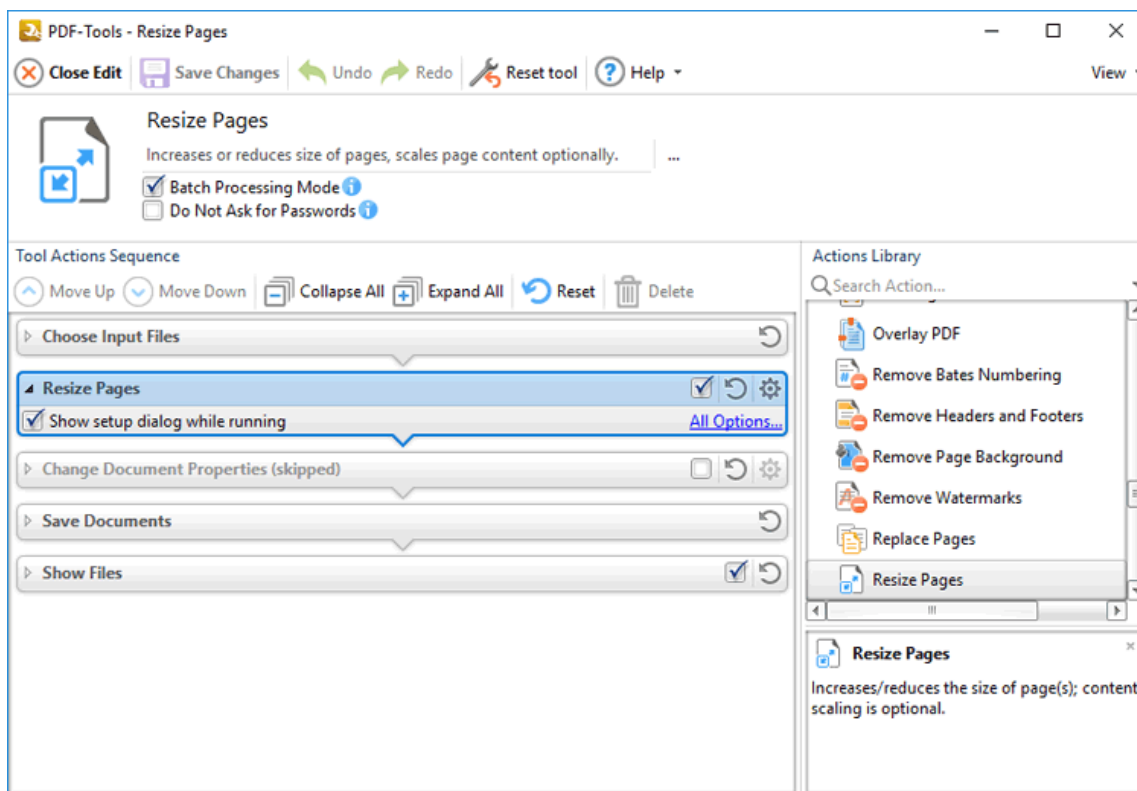 PDF-Tools - Resize Pages
Close Edit Save Changes Undo Redo Reset tool Help View
Resize Pages
Increases or reduces size of pages, scales page content optionally. ...
Batch Processing Mode
Do Not Ask for Passwords
Tool Actions Sequence
Move Up Move Down Collapse All Expand All Reset Delete
Choose Input Files
Resize Pages
Show setup dialog while running All Options...
Change Document Properties (skipped)
Save Documents
Show Files
Actions Library
Search Action...
Overlay PDF
Remove Bates Numbering
Remove Headers and Footers
Remove Page Background
Remove Watermarks
Replace Pages
Resize Pages
Resize Pages
Increases/reduces the size of page(s); content
scaling is optional.